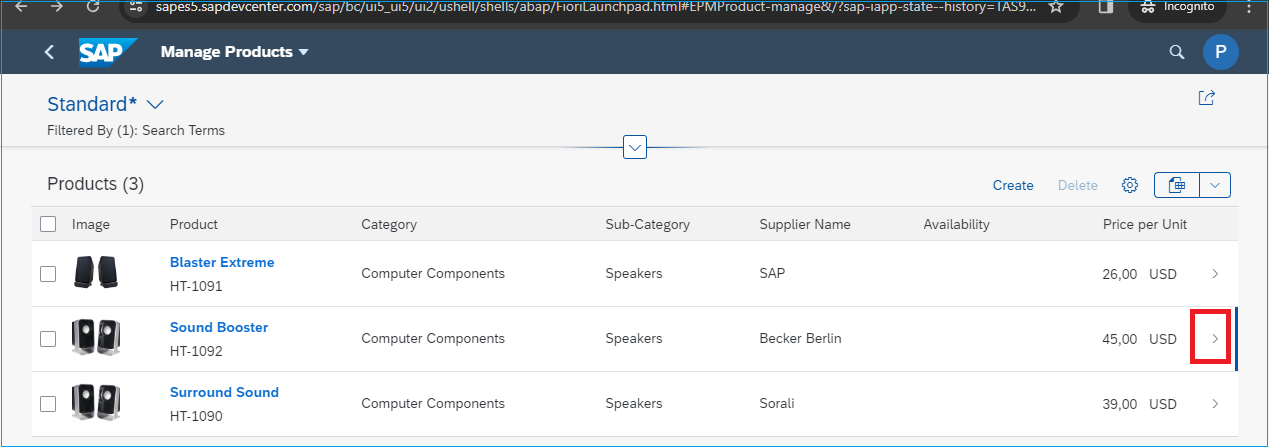 sapes5.sapdevcenter.com/sap/bc/ui5_ui5/ui2/ushell/shells/abap/FioriLaunchpad.html#EPMProduct-manage&/?sap-iapp-state--history=TAS9... Incognito
SAP Manage Products P
Standard*
Filtered By (1): Search Terms
Products (3) Create Delete
Image Product Category Sub-Category Supplier Name Availability Price per Unit
Blaster Extreme
HT-1091 Computer Components Speakers SAP 26,00 USD
Sound Booster
HT-1092 Computer Components Speakers Becker Berlin 45,00 USD
Surround Sound
HT-1090 Computer Components Speakers Sorali 39,00 USD